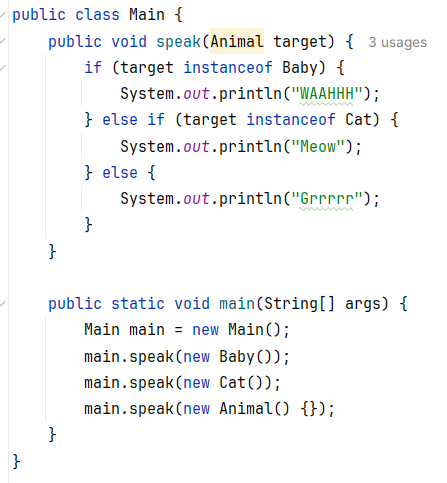 public class Main {
    public void speak(Animal target) {  3 usages
        if (target instanceof Baby) {
            System.out.println("WAAHHH");
        } else if (target instanceof Cat) {
            System.out.println("Meow");
        } else {
            System.out.println("Grrrrr");
        }
    }

    public static void main(String[] args) {
        Main main = new Main();
        main.speak(new Baby());
        main.speak(new Cat());
        main.speak(new Animal() {});
    }
}